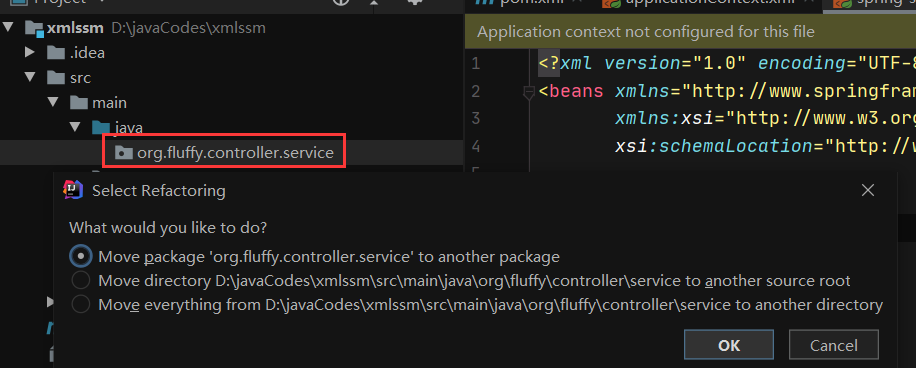 Project
pom.xml
applicationContext.xml
spring-
xmlssm D:\javaCodes\xmlssm
Application context not configured for this file
.idea
src
main
java
org.fluffy.controller.service
1 <?xml version="1.0" encoding="UTF-8
2 <beans xmlns="http://www.springfram
3 xmlns:xsi="http://www.w3.org
4 xsi:schemaLocation="http://w
5
Select Refactoring
What would you like to do?
Move package 'org.fluffy.controller.service' to another package
Move directory D:\javaCodes\xmlssm\src\main\java\org\fluffy\controller\service to another source root
Move everything from D:\javaCodes\xmlssm\src\main\java\org\fluffy\controller\service to another directory
OK
Cancel